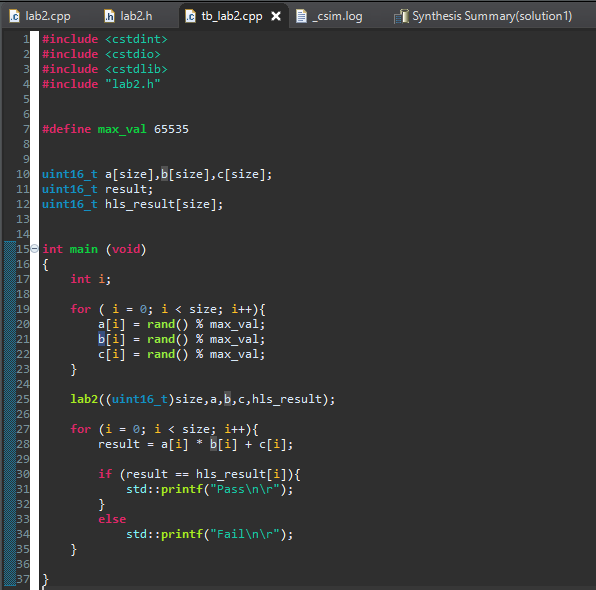 lab2.cpp lab2.h tb_lab2.cpp _csim.log Synthesis Summary(solution1)
1 #include <cstdint>
2 #include <cstdio>
3 #include <cstdlib>
4 #include "lab2.h"
5
6
7 #define max_val 65535
8
9
10 uint16_t a[size],b[size],c[size];
11 uint16_t result;
12 uint16_t hls_result[size];
13
14
15 int main (void)
16 {
17     int i;
18
19     for ( i = 0; i < size; i++){
20         a[i] = rand() % max_val;
21         b[i] = rand() % max_val;
22         c[i] = rand() % max_val;
23     }
24
25     lab2((uint16_t)size,a,b,c,hls_result);
26
27     for (i = 0; i < size; i++){
28         result = a[i] * b[i] + c[i];
29
30         if (result == hls_result[i]){
31             std::printf("Pass\n\r");
32         }
33         else
34             std::printf("Fail\n\r");
35     }
36
37 }